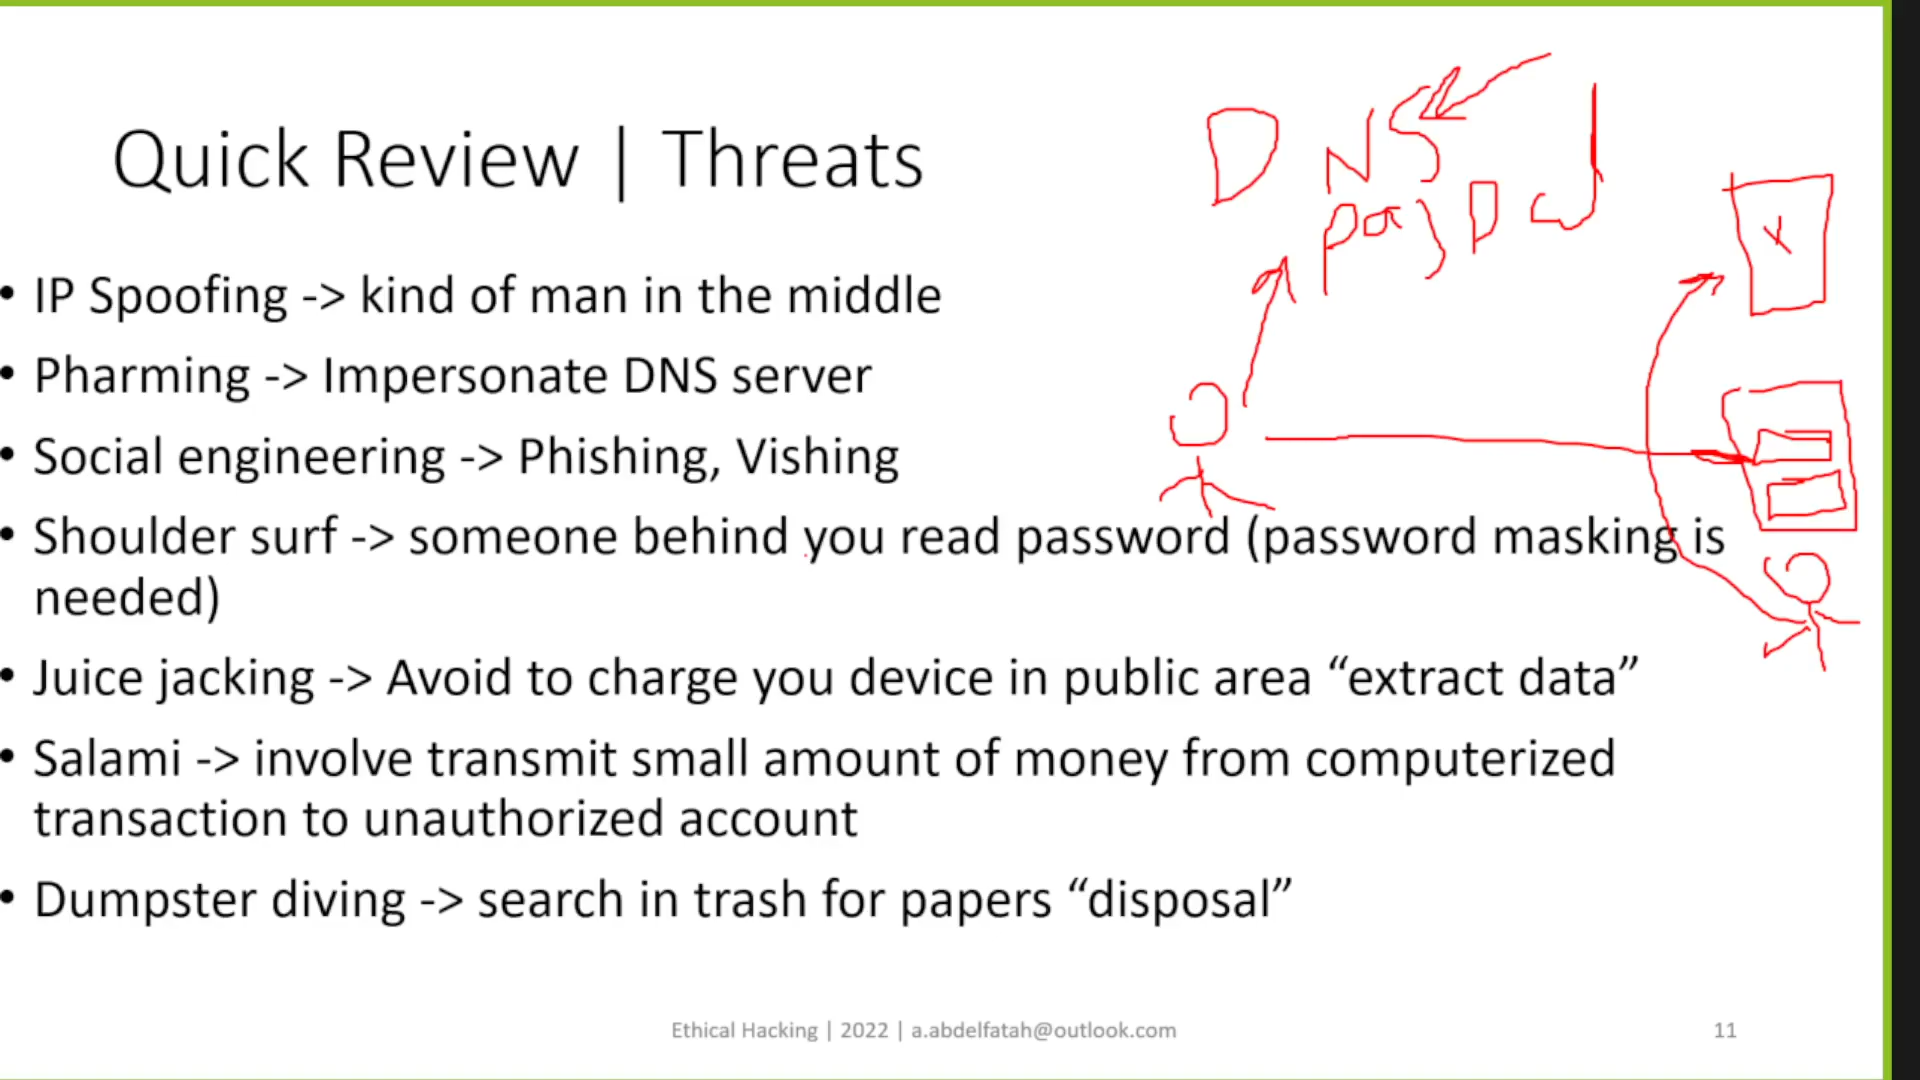 Quick Review | Threats
DNS
paypal
• IP Spoofing -> kind of man in the middle
• Pharming -> Impersonate DNS server
• Social engineering -> Phishing, Vishing
• Shoulder surf -> someone behind you read password (password masking is
needed)
• Juice jacking -> Avoid to charge you device in public area “extract data”
• Salami -> involve transmit small amount of money from computerized
transaction to unauthorized account
• Dumpster diving -> search in trash for papers “disposal”
Ethical Hacking | 2022 | a.abdelfatah@outlook.com
11